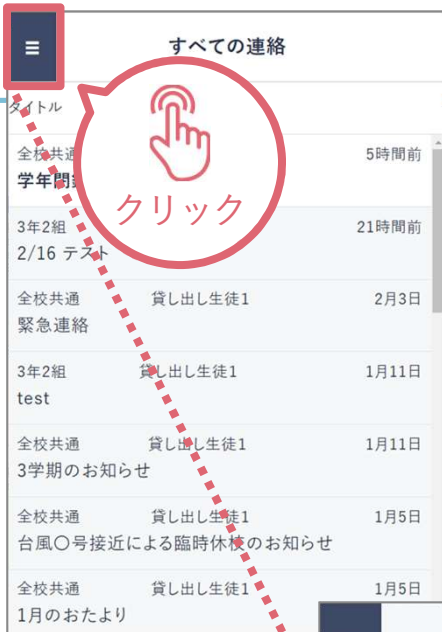 ≡ すべての連絡
タイトル
クリック
全校共通 5時間前
学年閉
3年2組 21時間前
2/16 テスト
全校共通 貸し出し生徒1 2月3日
緊急連絡
3年2組 貸し出し生徒1 1月11日
test
全校共通 貸し出し生徒1 1月11日
3学期のお知らせ
全校共通 貸し出し生徒1 1月5日
台風〇号接近による臨時休校のお知らせ
全校共通 貸し出し生徒1 1月5日
1月のおたより